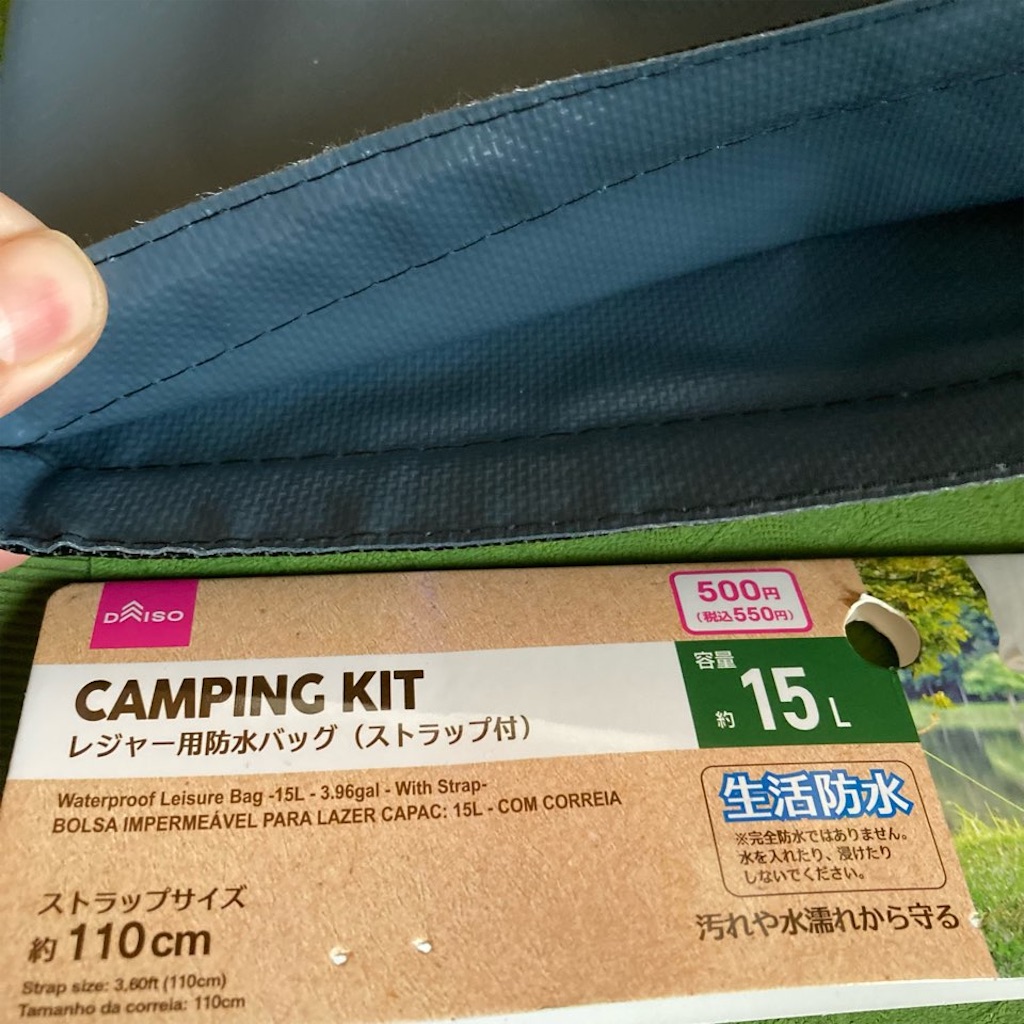 DAISO
500円
(税込550円)
CAMPING KIT
レジャー用防水バッグ（ストラップ付）
容量
約 15 L
Waterproof Leisure Bag -15L - 3.96gal - With Strap-
BOLSA IMPERMEÁVEL PARA LAZER CAPAC: 15L - COM CORREIA
生活防水
※完全防水ではありません。
水を入れたり、浸けたり
しないでください。
汚れや水濡れから守る
ストラップサイズ
約 110cm
Strap size: 3.60ft (110cm)
Tamanho da correia: 110cm